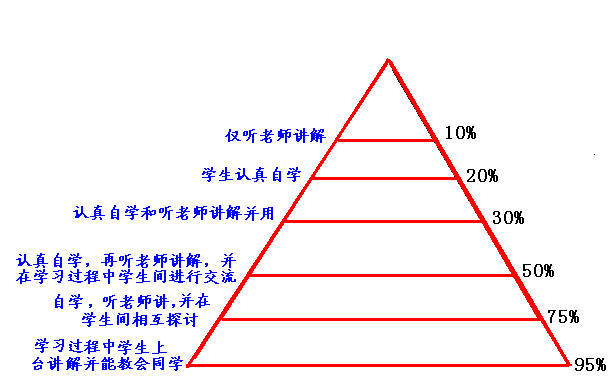 仅听老师讲解
10%
学生认真自学
20%
认真自学和听老师讲解并用
30%
认真自学，再听老师讲解，并
在学习过程中学生间进行交流
50%
自学，听老师讲，并在
学生间相互探讨
75%
学习过程中学生上
台讲解并能教会同学
95%